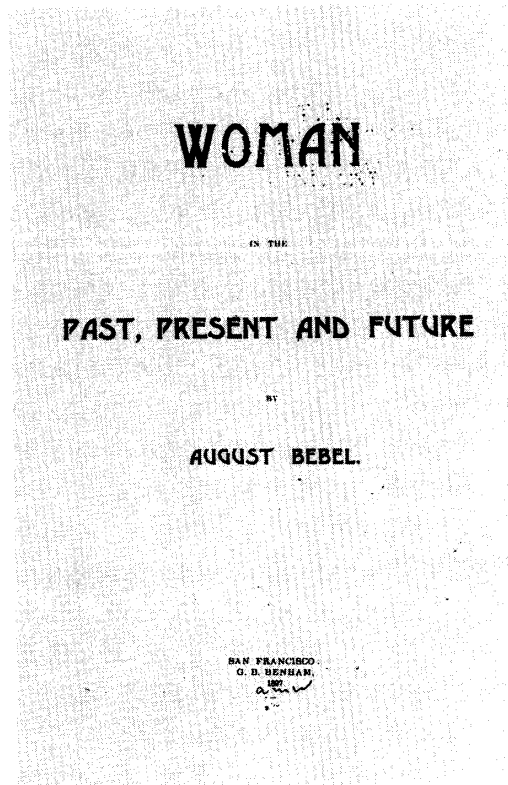 WOMAN
IN THE
PAST, PRESENT AND FUTURE
BY
AUGUST BEBEL.
SAN FRANCISCO:
G. B. BENHAM,
1897